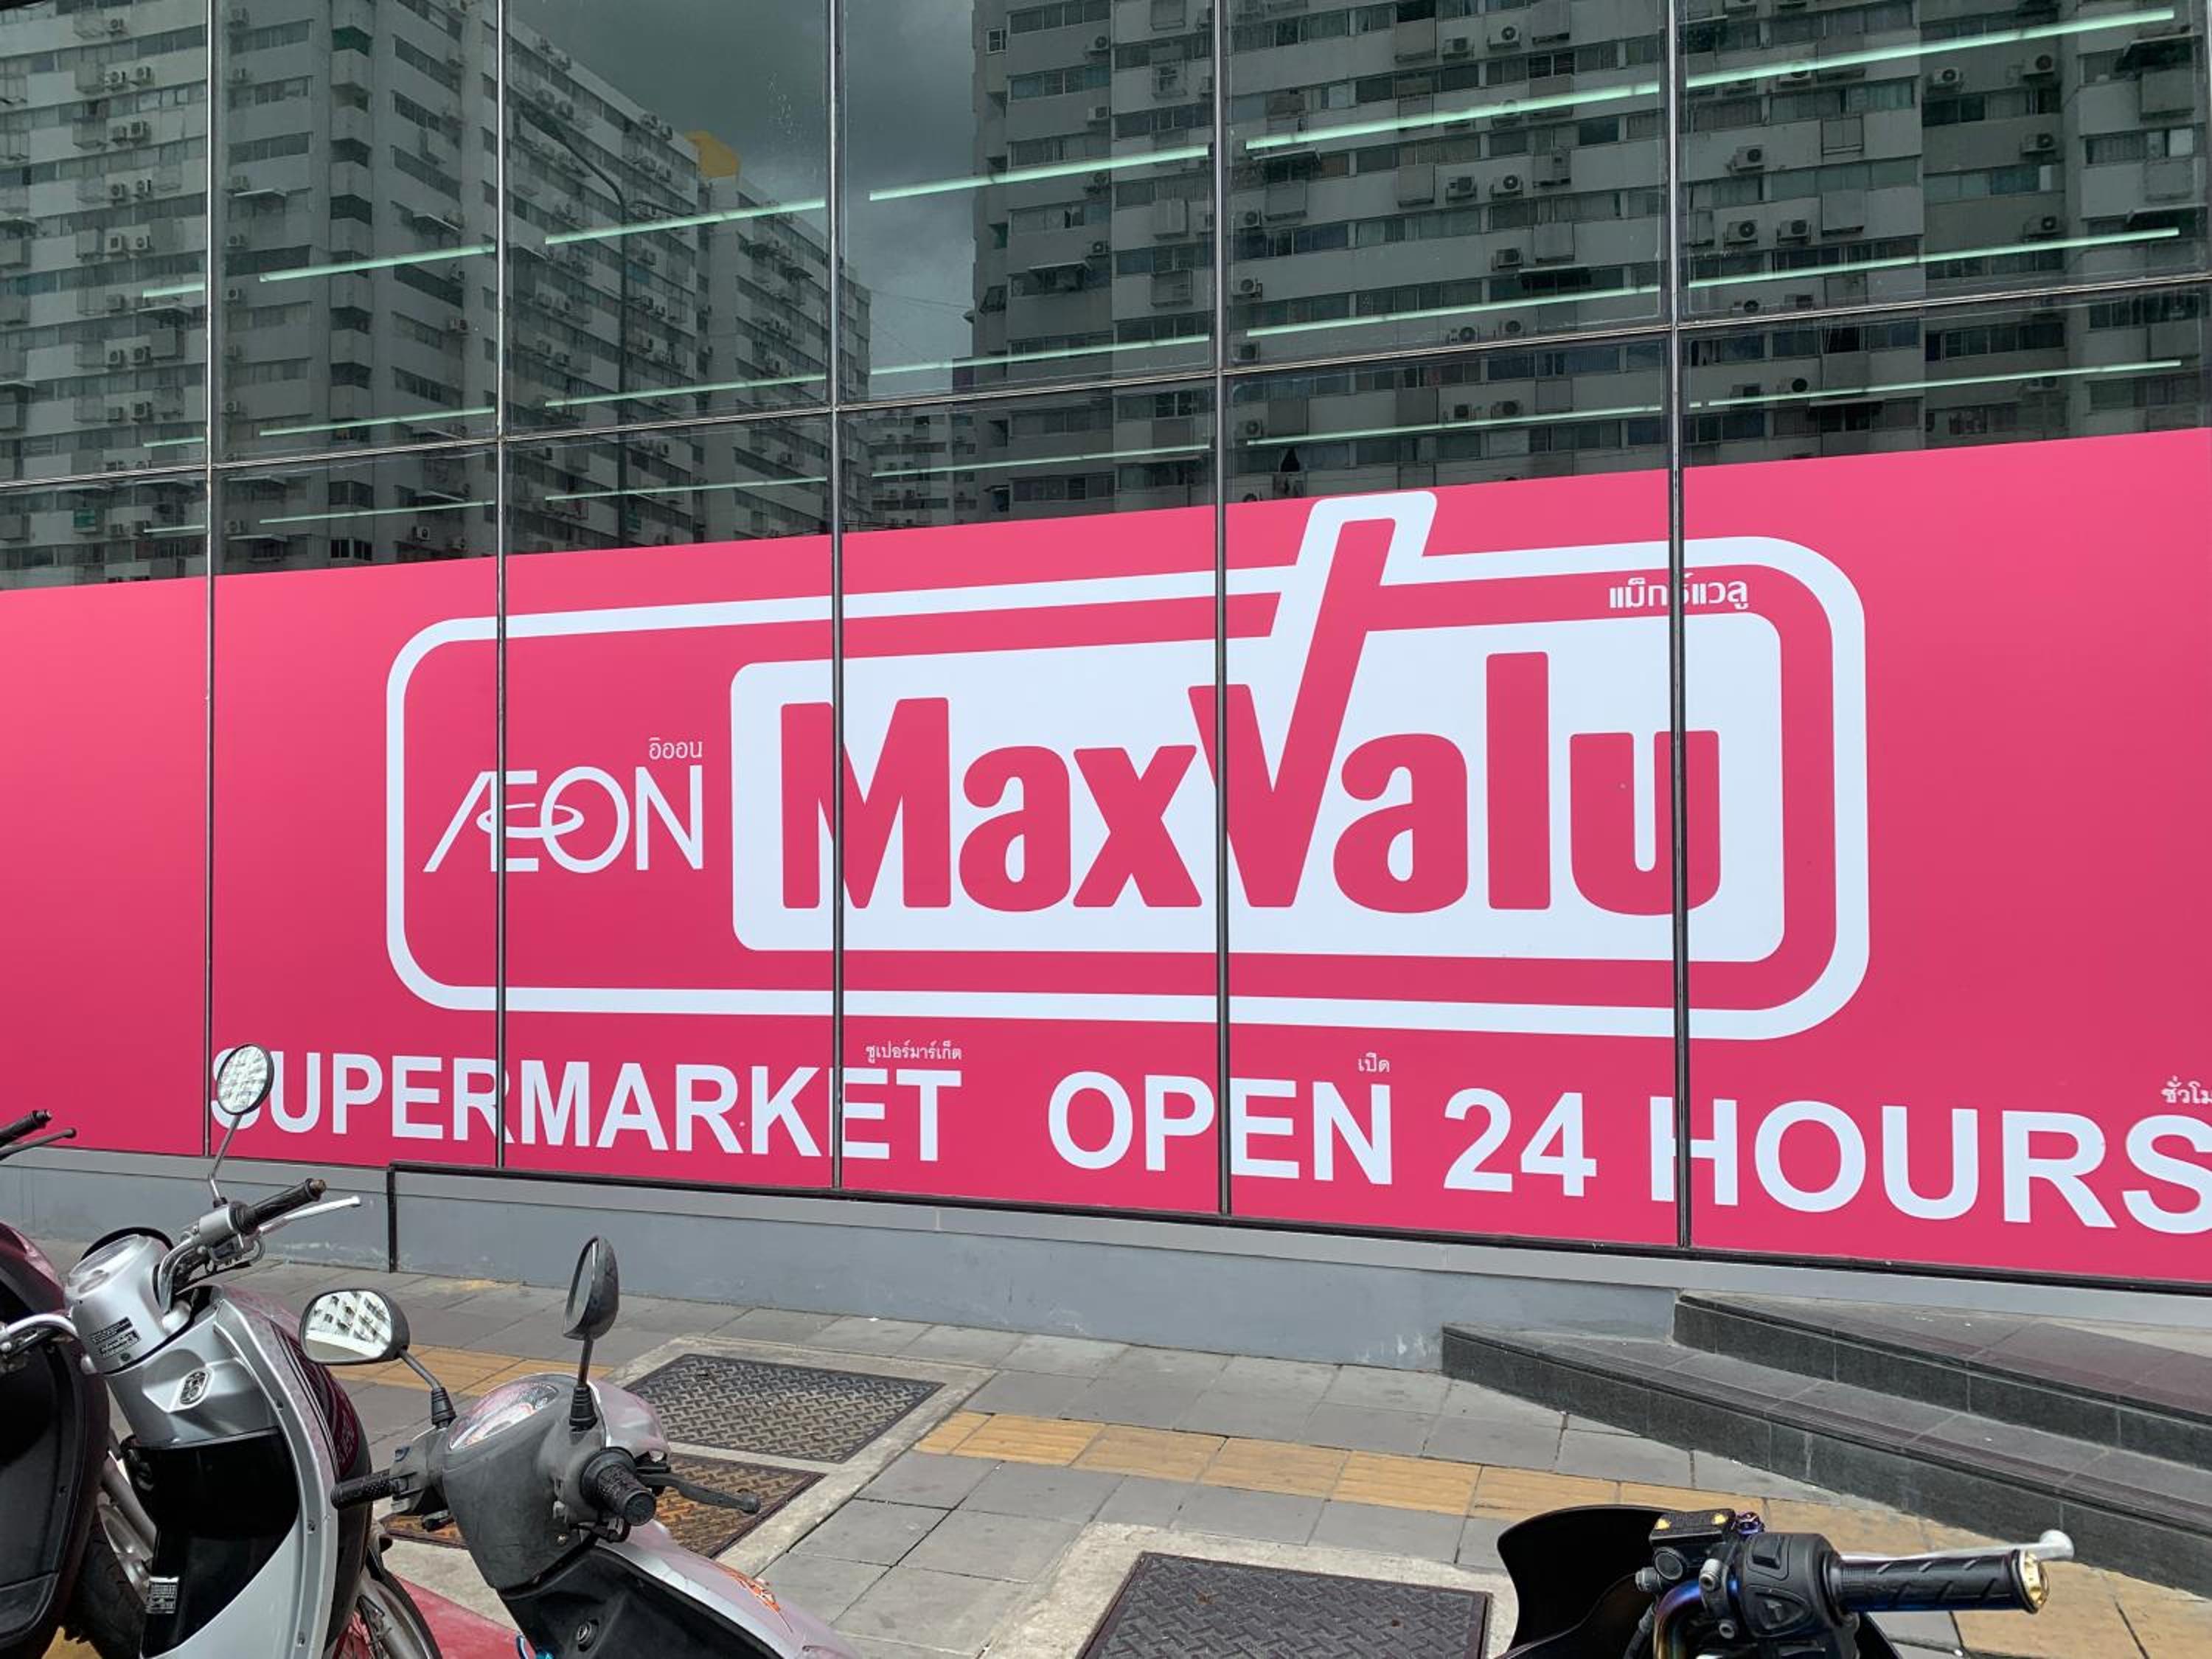 แม็กซ์แวลู
อิออน
ÆON MaxValu
ซูเปอร์มาร์เก็ต เปิด
SUPERMARKET OPEN 24 HOURS